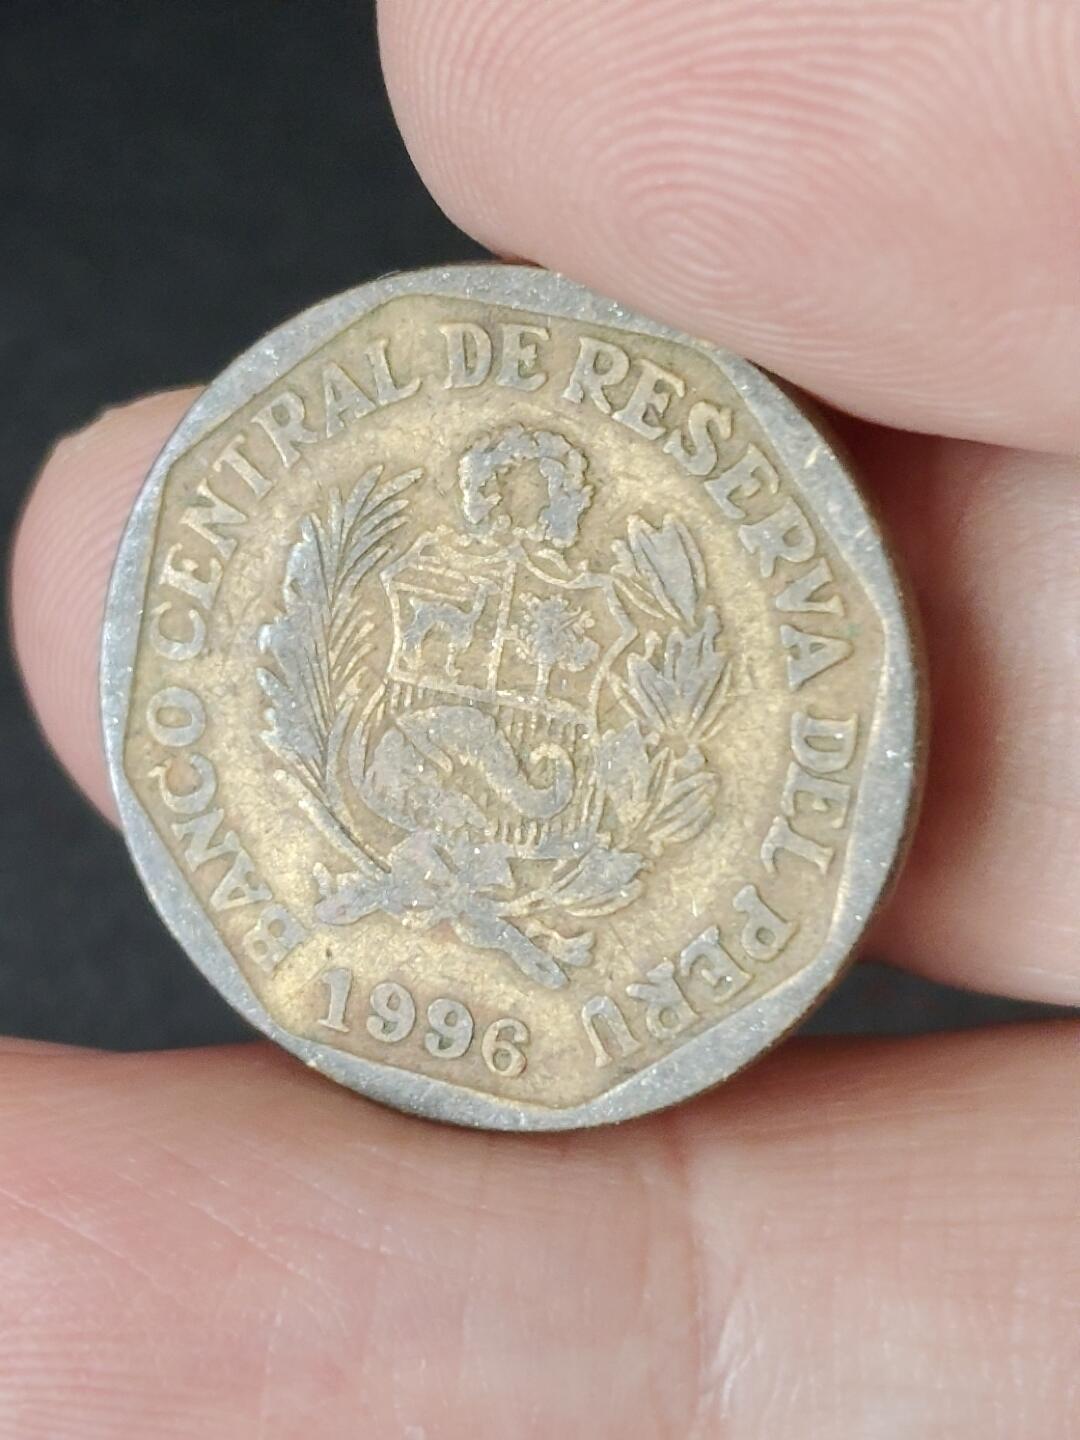 BANCO CENTRAL DE RESERVA DEL PERU
1996